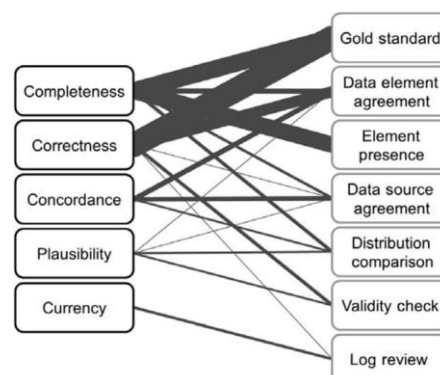 Completeness
Correctness
Concordance
Plausibility
Currency
Gold standard
Data element
agreement
Element
presence
Data source
agreement
Distribution
comparison
Validity check
Log review